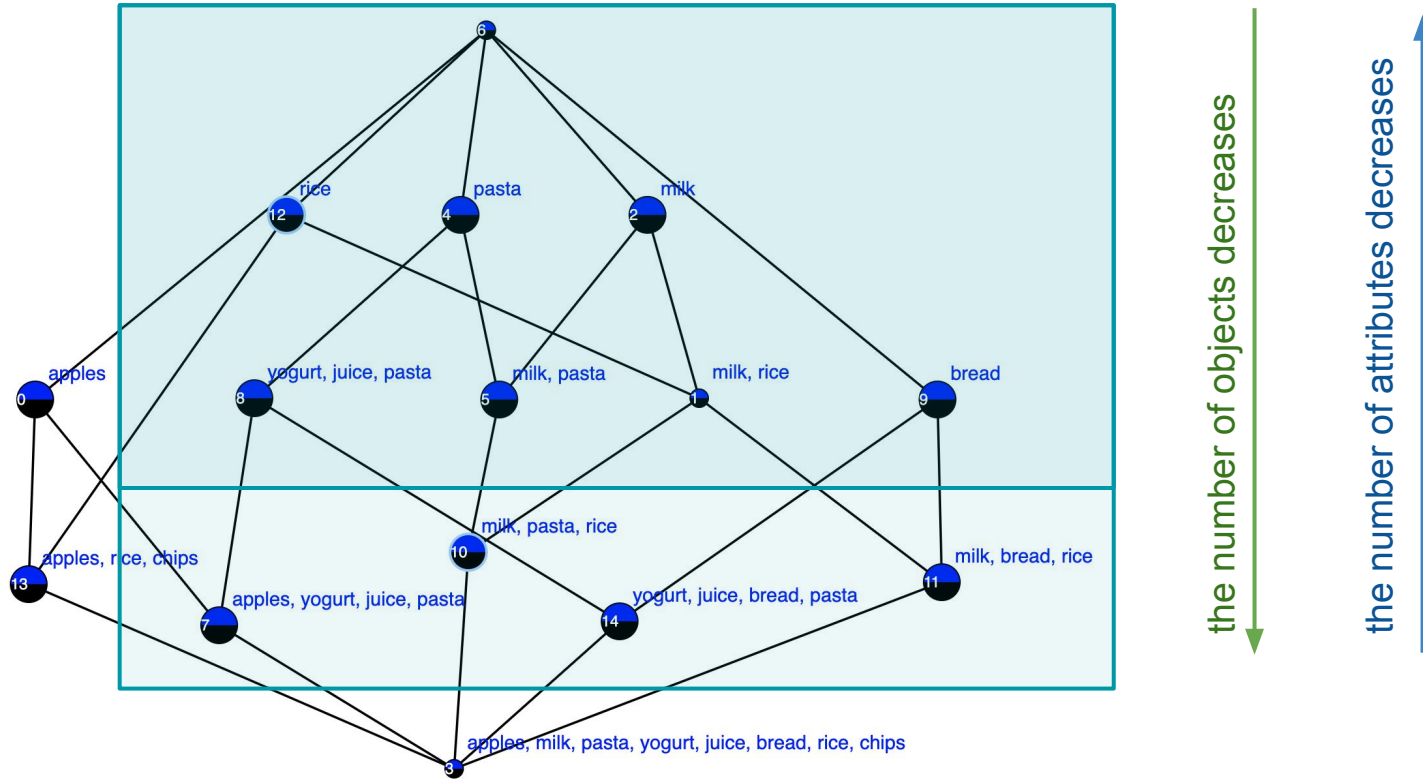 6
rice
pasta
milk
12
4
2
apples
yogurt, juice, pasta
milk, pasta
milk, rice
bread
0
8
5
1
9
milk, pasta, rice
10
apples, rice, chips
milk, bread, rice
13
11
apples, yogurt, juice, pasta
yogurt, juice, bread, pasta
7
14
apples, milk, pasta, yogurt, juice, bread, rice, chips
3
the number of objects decreases
the number of attributes decreases